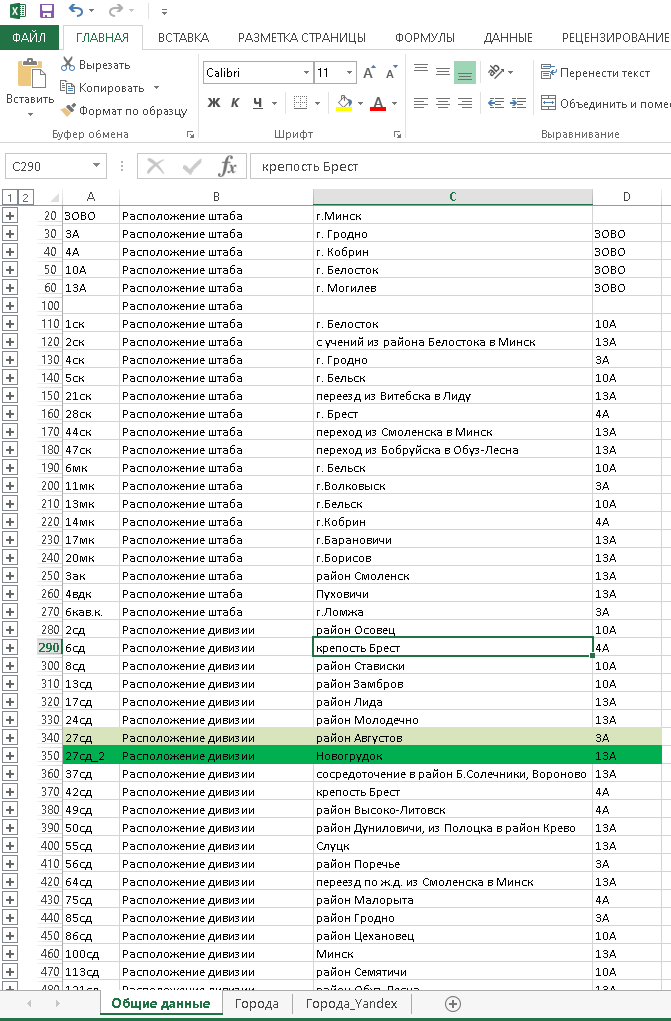 ФАЙЛ ГЛАВНАЯ ВСТАВКА РАЗМЕТКА СТРАНИЦЫ ФОРМУЛЫ ДАННЫЕ РЕЦЕНЗИРОВАНИЕ
Вставить
Вырезать
Копировать
Формат по образцу
Буфер обмена
Calibri 11
Ж К Ч А
Шрифт
Перенести текст
Объединить и поме
Выравнивание
C290 fx крепость Брест
1 2 A B C D
20 ЗОВО Расположение штаба г.Минск
30 3А Расположение штаба г. Гродно ЗОВО
40 4А Расположение штаба г. Кобрин ЗОВО
50 10А Расположение штаба г. Белосток ЗОВО
60 13А Расположение штаба г. Могилев ЗОВО
100 Расположение штаба
110 1ск Расположение штаба г. Белосток 10А
120 2ск Расположение штаба с учений из района Белостока в Минск 13А
130 4ск Расположение штаба г. Гродно 3А
140 5ск Расположение штаба г. Бельск 10А
150 21ск Расположение штаба переезд из Витебска в Лиду 13А
160 28ск Расположение штаба г. Брест 4А
170 44ск Расположение штаба переход из Смоленска в Минск 13А
180 47ск Расположение штаба переход из Бобруйска в Обуз-Лесна 13А
190 6мк Расположение штаба г. Бельск 10А
200 11мк Расположение штаба г.Волковыск 3А
210 13мк Расположение штаба г.Бельск 10А
220 14мк Расположение штаба г.Кобрин 4А
230 17мк Расположение штаба г.Барановичи 13А
240 20мк Расположение штаба г.Борисов 13А
250 3ак Расположение штаба район Смоленск 13А
260 4вдк Расположение штаба Пуховичи 13А
270 6кав.к. Расположение штаба г.Ломжа 3А
280 2сд Расположение дивизии район Осовец 10А
290 6сд Расположение дивизии крепость Брест 4А
300 8сд Расположение дивизии район Стависки 10А
310 13сд Расположение дивизии район Замбров 10А
320 17сд Расположение дивизии район Лида 13А
330 24сд Расположение дивизии район Молодечно 13А
340 27сд Расположение дивизии район Августов 3А
350 27сд_2 Расположение дивизии Новогрудок 13А
360 37сд Расположение дивизии сосредоточение в район Б.Солечники, Вороново 13А
370 42сд Расположение дивизии крепость Брест 4А
380 49сд Расположение дивизии район Высоко-Литовск 4А
390 50сд Расположение дивизии район Дуниловичи, из Полоцка в район Крево 13А
400 55сд Расположение дивизии Слуцк 13А
410 56сд Расположение дивизии район Поречье 3А
420 64сд Расположение дивизии переезд по ж.д. из Смоленска в Минск 13А
430 75сд Расположение дивизии район Малорыта 4А
440 85сд Расположение дивизии район Гродно 3А
450 86сд Расположение дивизии район Цехановец 10А
460 100сд Расположение дивизии Минск 13А
470 113сд Расположение дивизии район Семятичи 10А
480 121сд Расположение дивизии район Обуз-Лесна 13А
Общие данные Города Города_Yandex